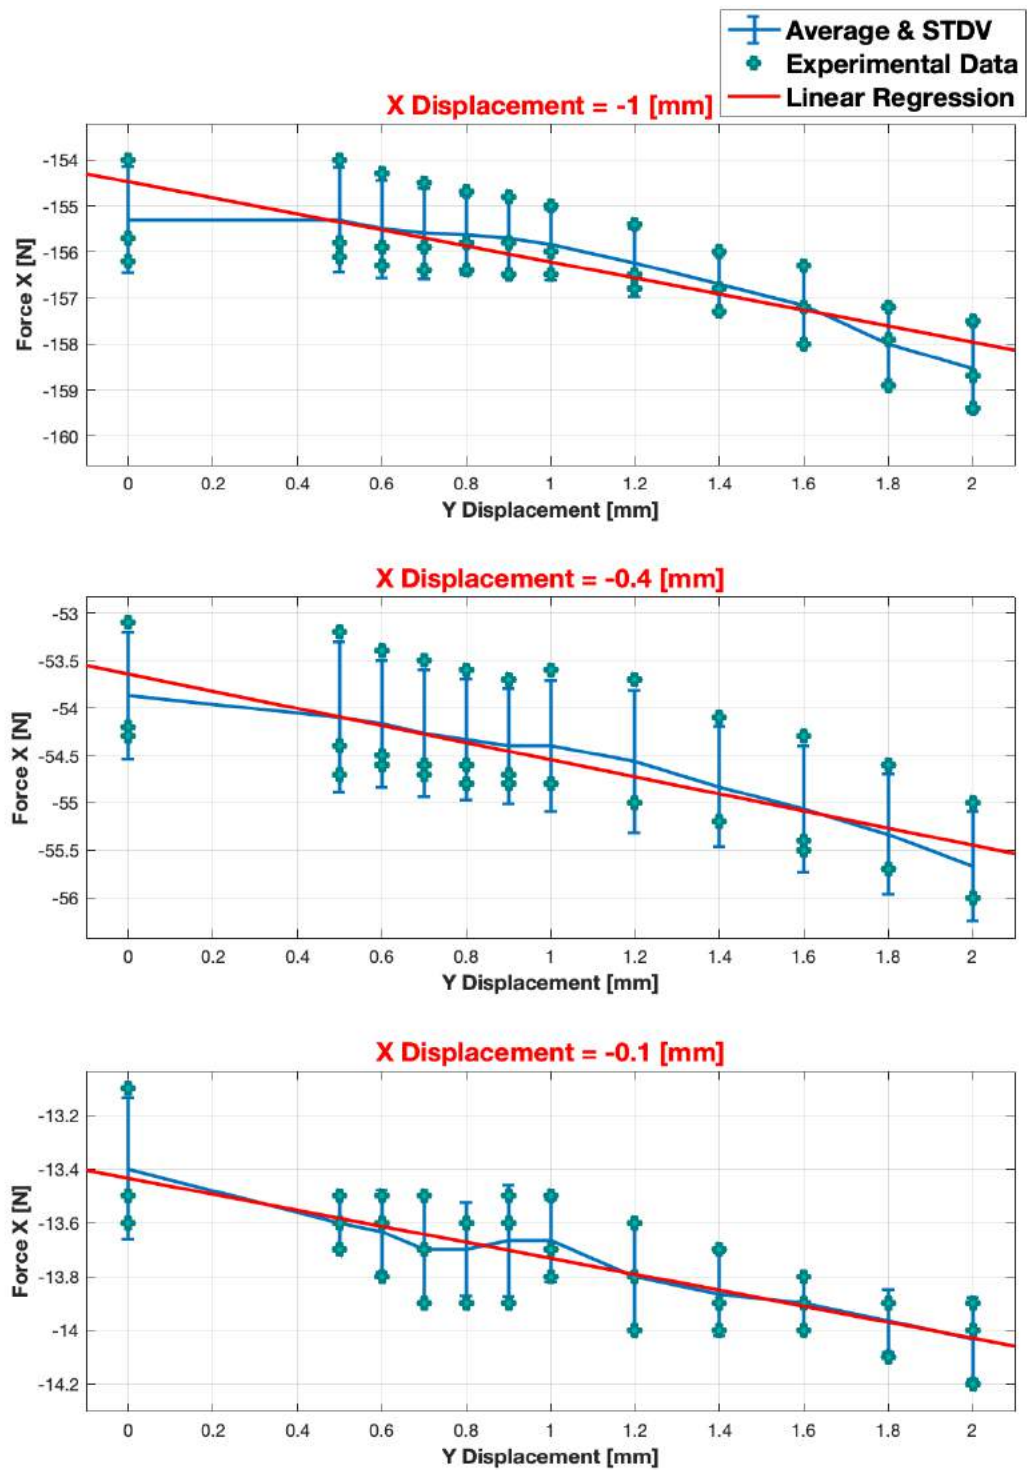 Average & STDV
Experimental Data
Linear Regression
X Displacement = -1 [mm]
Force X [N]
-154
-155
-156
-157
-158
-159
-160
0 0.2 0.4 0.6 0.8 1 1.2 1.4 1.6 1.8 2
Y Displacement [mm]
X Displacement = -0.4 [mm]
Force X [N]
-53
-53.5
-54
-54.5
-55
-55.5
-56
0 0.2 0.4 0.6 0.8 1 1.2 1.4 1.6 1.8 2
Y Displacement [mm]
X Displacement = -0.1 [mm]
Force X [N]
-13.2
-13.4
-13.6
-13.8
-14
-14.2
0 0.2 0.4 0.6 0.8 1 1.2 1.4 1.6 1.8 2
Y Displacement [mm]